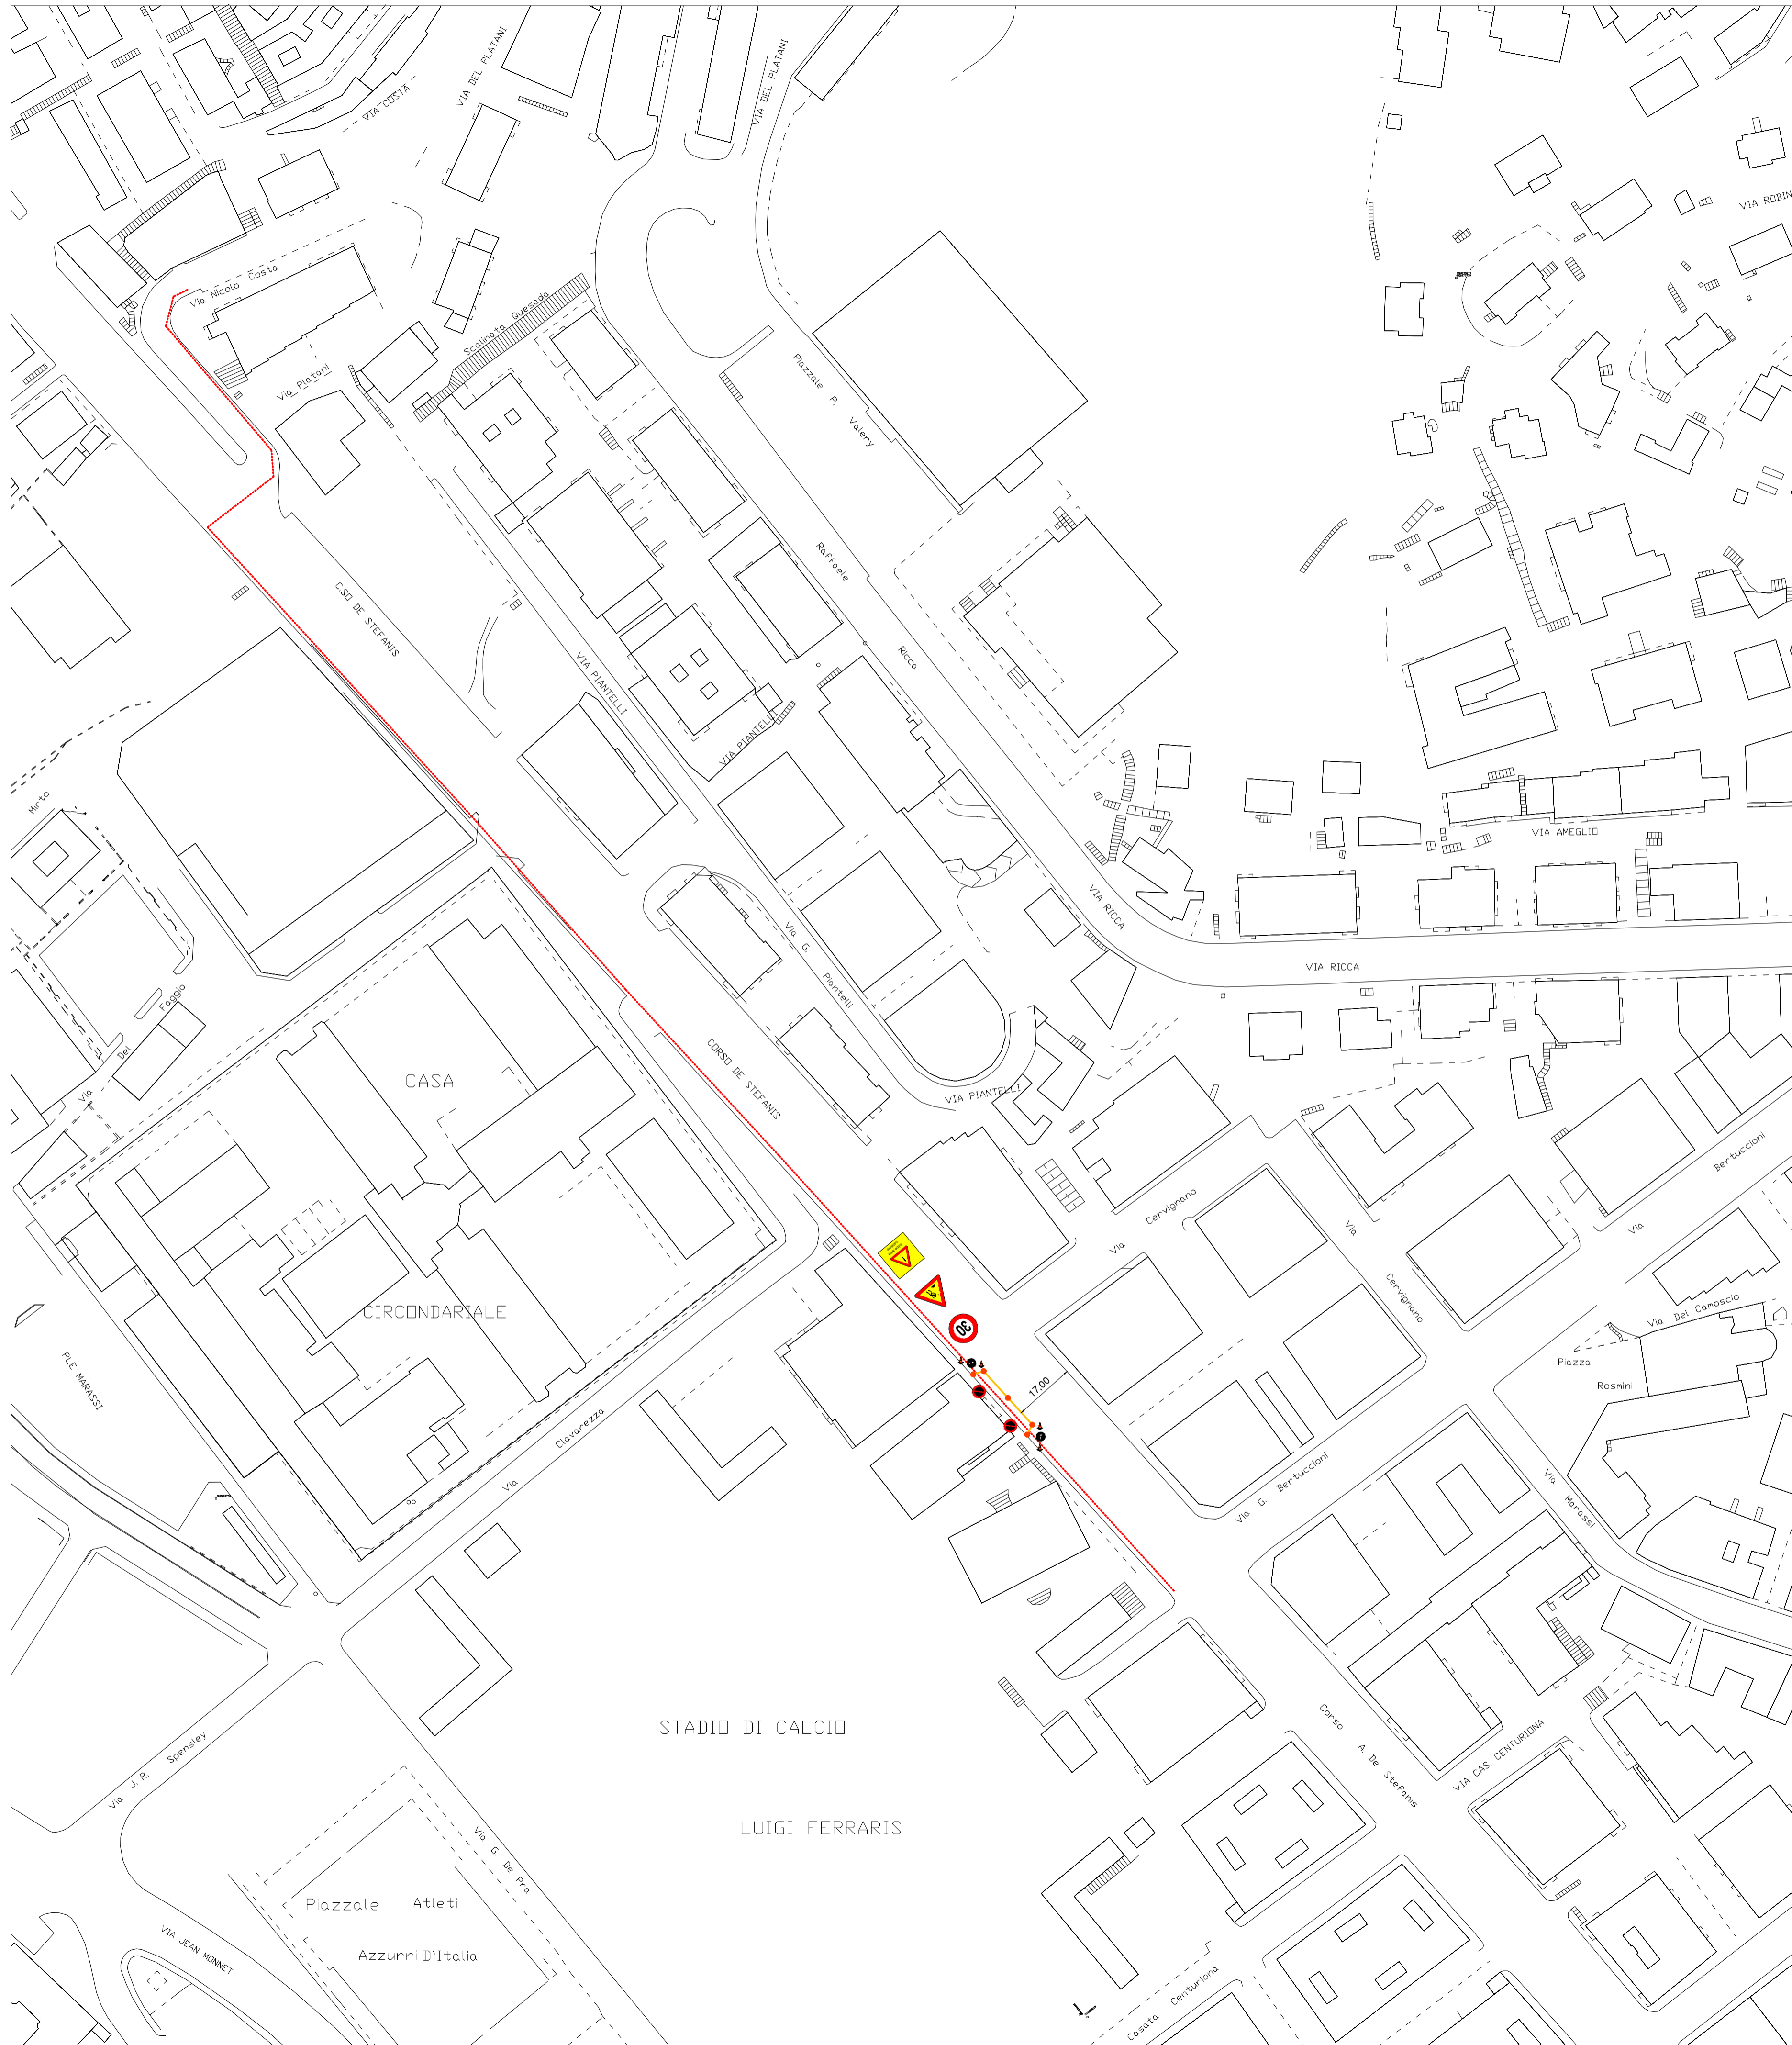 VIA COSTA
VIA DEL PLATANI
VIA DEL PLATANI
VIA ROBIN
Via Nicolo Costa
Scalinata Quesada
Via Platani
Piazzale P. Valery
C.SO DE STEFANIS
Raffaele
Ricca
VIA PIANTELLI
VIA PIANTELLI
Mirto
VIA AMEGLIO
VIA RICCA
VIA RICCA
Via G. Piantelli
Via Del Faggio
CASA
CORSO DE STEFANIS
VIA PIANTELLI
Bertuccioni
Via
Cervignano
Via
Via
Cervignano
CIRCONDARIALE
30
Via Del Camoscio
Piazza
Rosmini
PLE MARASSI
17.00
Via Clavarezza
Via G. Bertuccioni
Via Marassi
STADIO DI CALCIO
Corso A. De Stefanis
VIA CAS. CENTURIONA
Via J. R. Spensley
LUIGI FERRARIS
Via G. De Pra
Piazzale Atleti
Azzurri D'Italia
VIA JEAN MONNET
Casata Centuriona